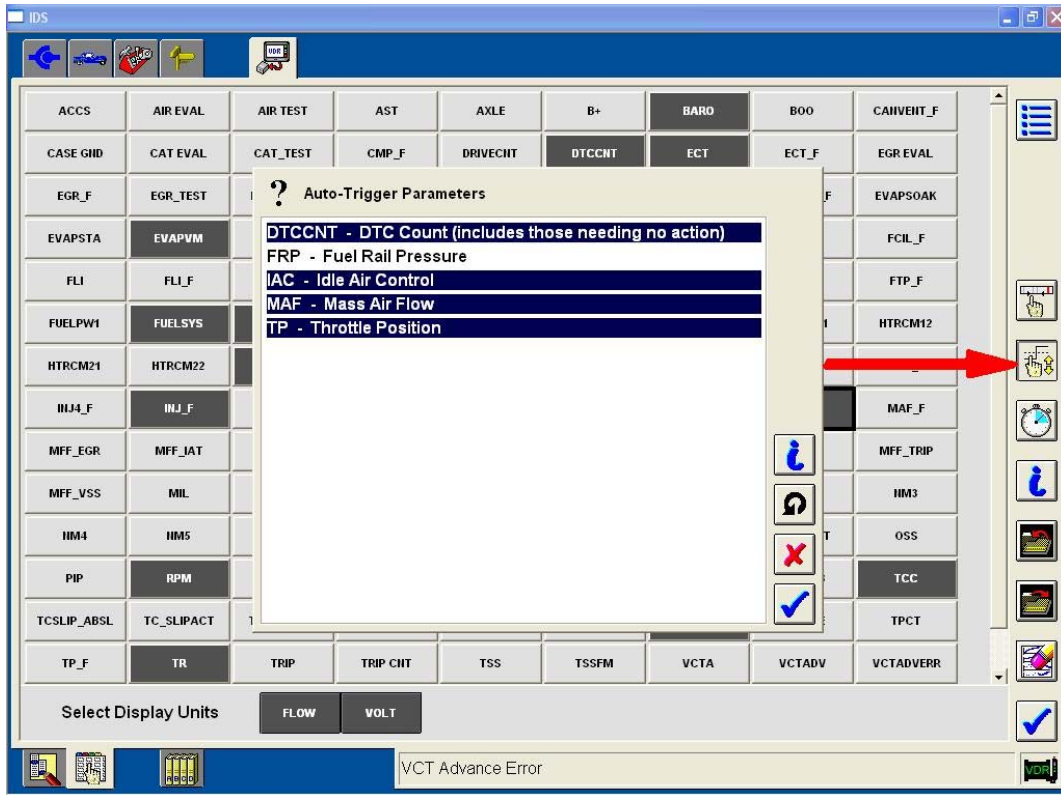 IDS
VDR
ACCS AIR EVAL AIR TEST AST AXLE B+ BARO BOO CANVENT_F
CASE GND CAT EVAL CAT_TEST CMP_F DRIVECNT DTCCNT ECT ECT_F EGR EVAL
EGR_F EGR_TEST F EVAPSOAK
? Auto-Trigger Parameters
EVAPSTA EVAPVM FCIL_F
DTCCNT - DTC Count (includes those needing no action)
FRP - Fuel Rail Pressure
FLI FLI_F FTP_F
IAC - Idle Air Control
MAF - Mass Air Flow
FUELPW1 FUELSYS HTRCM12
TP - Throttle Position
HTRCM21 HTRCM22
INJ4_F INJ_F MAF_F
MFF_EGR MFF_IAT MFF_TRIP
MFF_VSS MIL NM3
NM4 NM5 T OSS
PIP RPM TCC
TCSLIP_ABSL TC_SLIPACT TPCT
TP_F TR TRIP TRIP CNT TSS TSSFM VCTA VCTADV VCTADVERR
Select Display Units FLOW VOLT
A B C D
VCT Advance Error
VDR